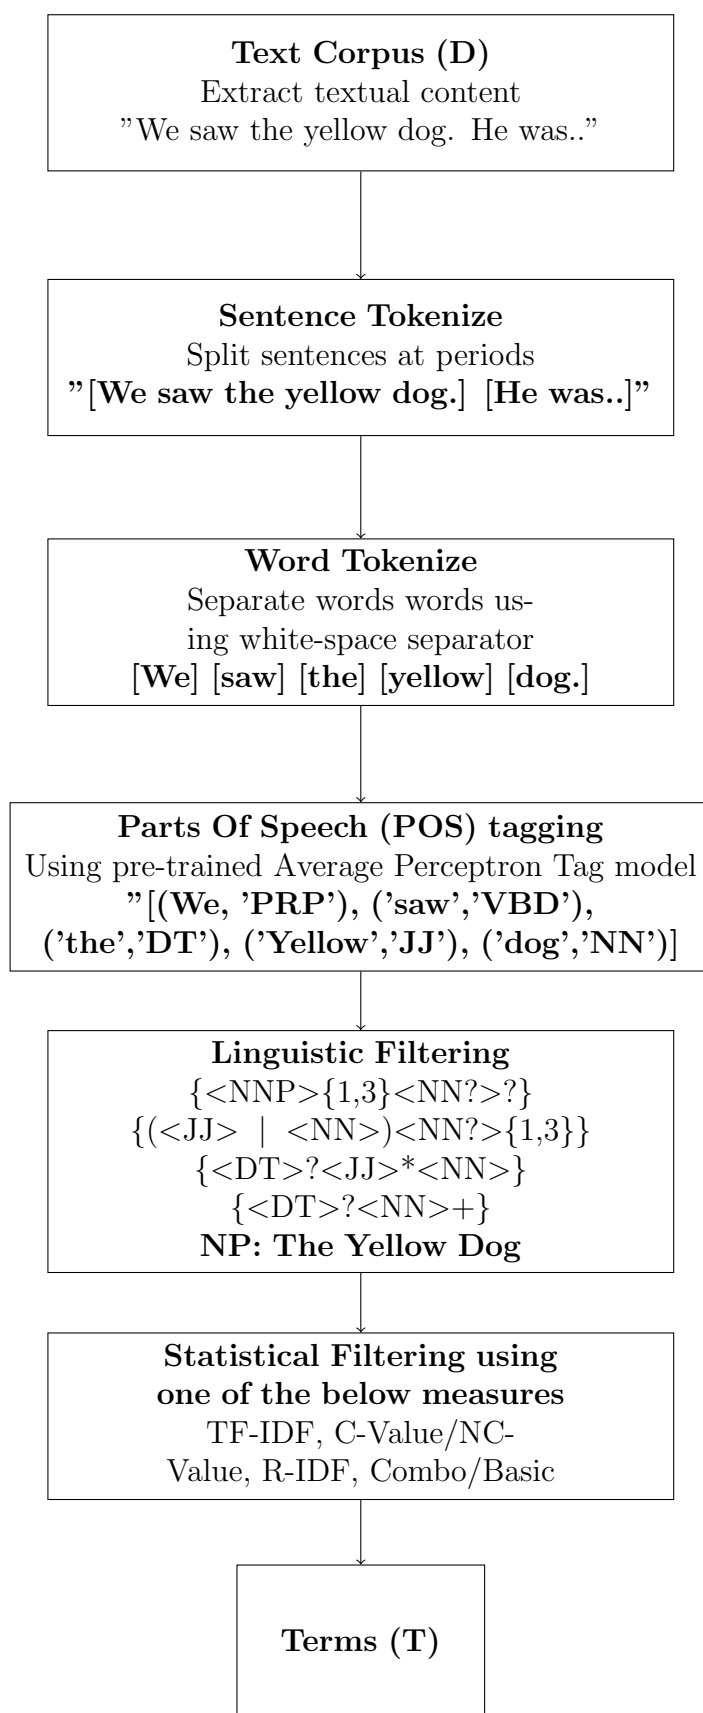 Text Corpus (D)
Extract textual content
”We saw the yellow dog. He was..”
Sentence Tokenize
Split sentences at periods
”[We saw the yellow dog.] [He was..]”
Word Tokenize
Separate words words us-
ing white-space separator
[We] [saw] [the] [yellow] [dog.]
Parts Of Speech (POS) tagging
Using pre-trained Average Perceptron Tag model
”[(We, ’PRP’), (’saw’,’VBD’),
(’the’,’DT’), (’Yellow’,’JJ’), (’dog’,’NN’)]
Linguistic Filtering
{<NNP>{1,3}<NN?>?}
{(<JJ> | <NN>)<NN?>{1,3}}
{<DT>?<JJ>*<NN>}
{<DT>?<NN>+}
NP: The Yellow Dog
Statistical Filtering using
one of the below measures
TF-IDF, C-Value/NC-
Value, R-IDF, Combo/Basic
Terms (T)